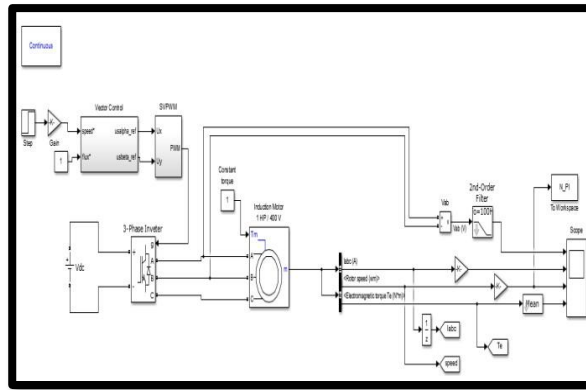 Continuous
Vector Control
SVPWM
speed*
usalpha_ref
Ux
flux*
usbeta_ref
Uy
PWM
Step
Gain
-K-
1
Constant
torque
1
Induction Motor
1 HP / 400 V
Tm
A
B
C
m
3-Phase Inverter
g
A
B
C
+
-
Vdc
Vab
+
-
v
Vab (V)
2nd-Order
Filter
N_PI
To Workspace
Scope
Iabc (A)
<Rotor speed (wm)>
<Electromagnetic torque Te (N*m)>
-K-
-K-
Mean
1
z
Iabc
Te
speed